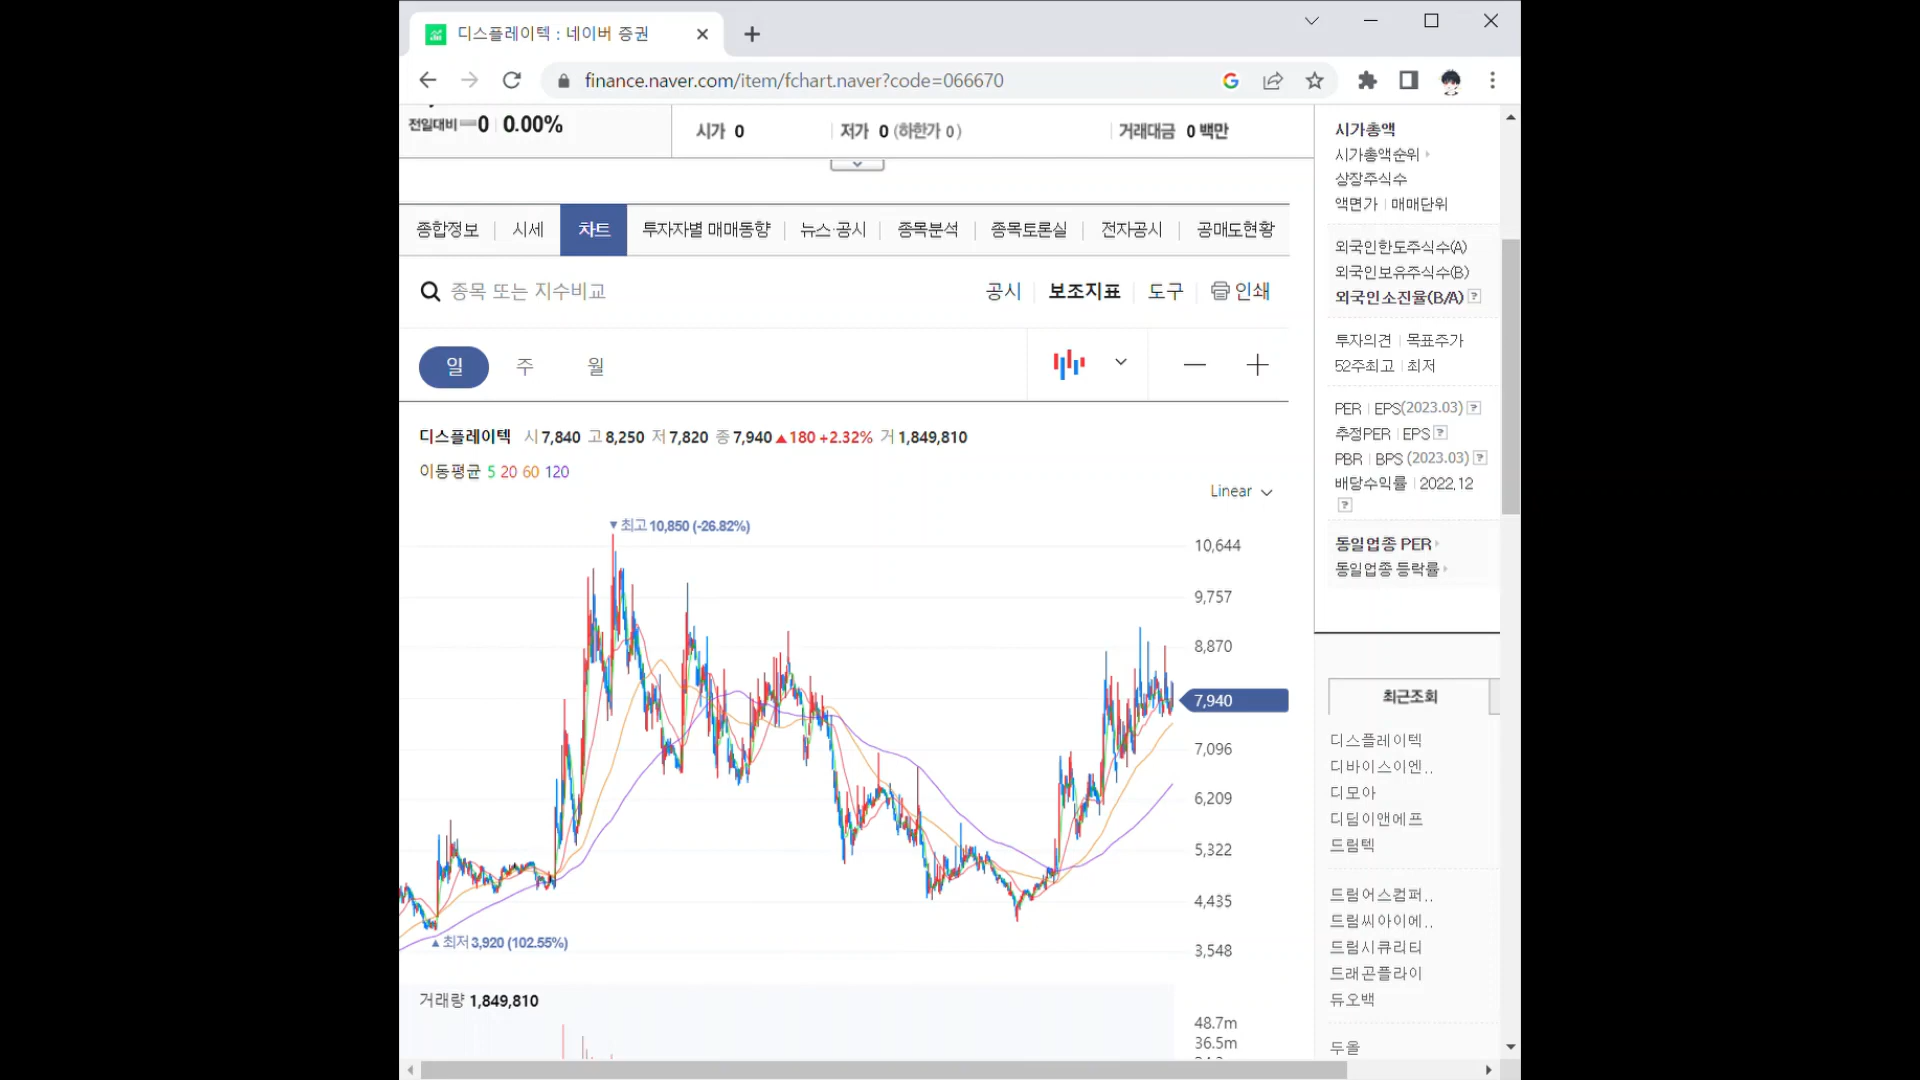 디스플레이텍 : 네이버 증권
finance.naver.com/item/fchart.naver?code=066670
전일대비 0 0.00%
시가 0 저가 0 (하한가 0 ) 거래대금 0 백만
종합정보 시세 차트 투자자별 매매동향 뉴스·공시 종목분석 종목토론실 전자공시 공매도현황
종목 또는 지수비교 공시 보조지표 도구 인쇄
일 주 월
디스플레이텍 시 7,840 고 8,250 저 7,820 종 7,940 ▲180 +2.32% 거 1,849,810
이동평균 5 20 60 120
Linear
▼최고 10,850 (-26.82%)
10,644
9,757
8,870
7,940
7,096
6,209
5,322
4,435
3,548
▲최저 3,920 (102.55%)
거래량 1,849,810
48.7m
36.5m
시가총액
시가총액순위
상장주식수
액면가 매매단위
외국인한도주식수(A)
외국인보유주식수(B)
외국인소진율(B/A) ?
투자의견 목표주가
52주최고 최저
PER EPS(2023.03) ?
추정PER EPS ?
PBR BPS (2023.03) ?
배당수익률 2022.12
?
동일업종 PER
동일업종 등락률
최근조회
디스플레이텍
디바이스이엔..
디모아
디딤이앤에프
드림텍
드림어스컴퍼..
드림씨아이에..
드림시큐리티
드래곤플라이
듀오백
두올